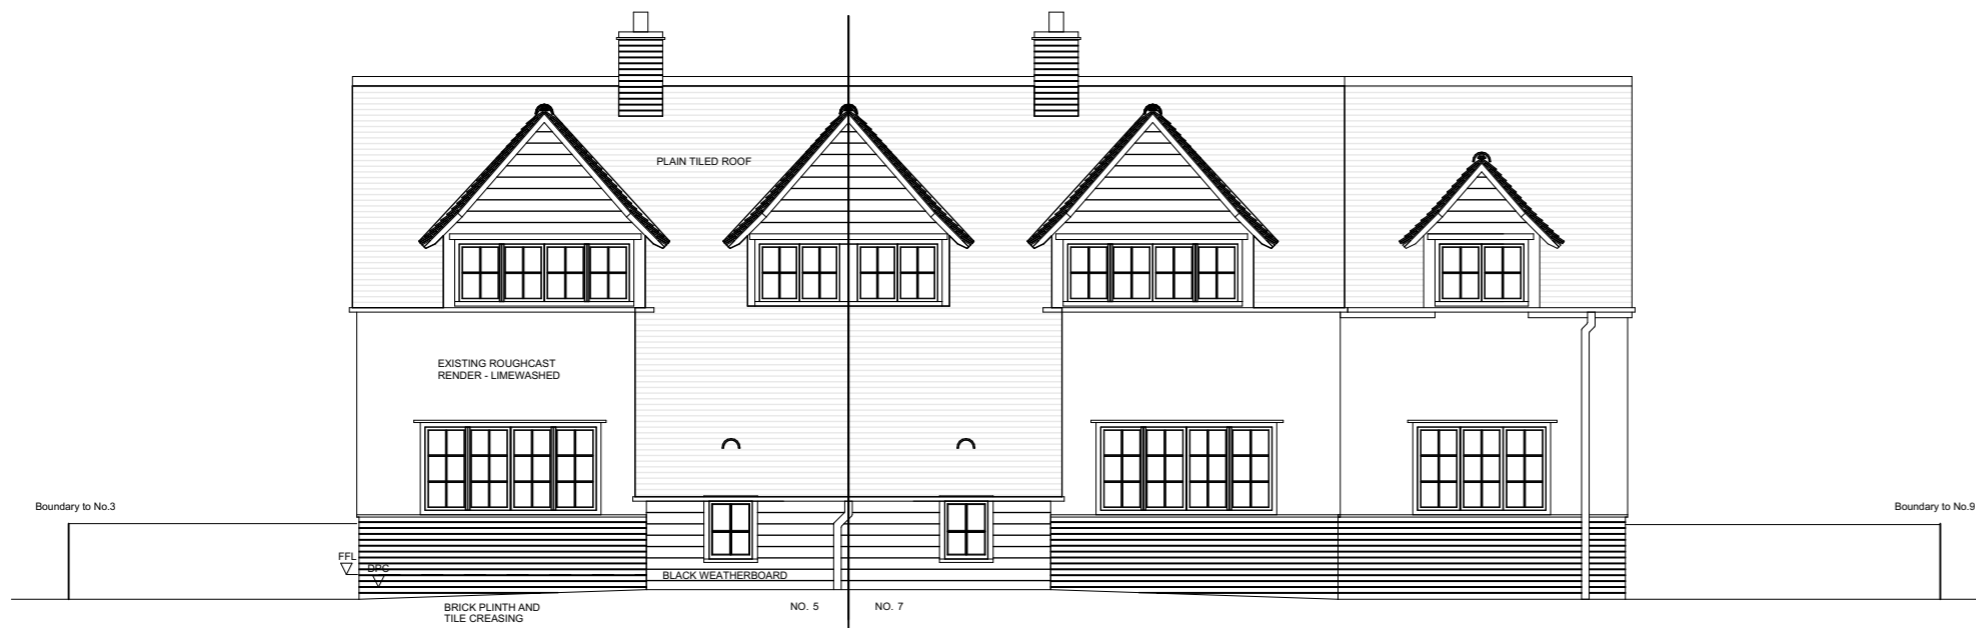 PLAIN TILED ROOF
EXISTING ROUGHCAST
RENDER - LIMEWASHED
Boundary to No.3
Boundary to No.9
FFL
DPC
BLACK WEATHERBOARD
BRICK PLINTH AND
TILE CREASING
NO. 5
NO. 7